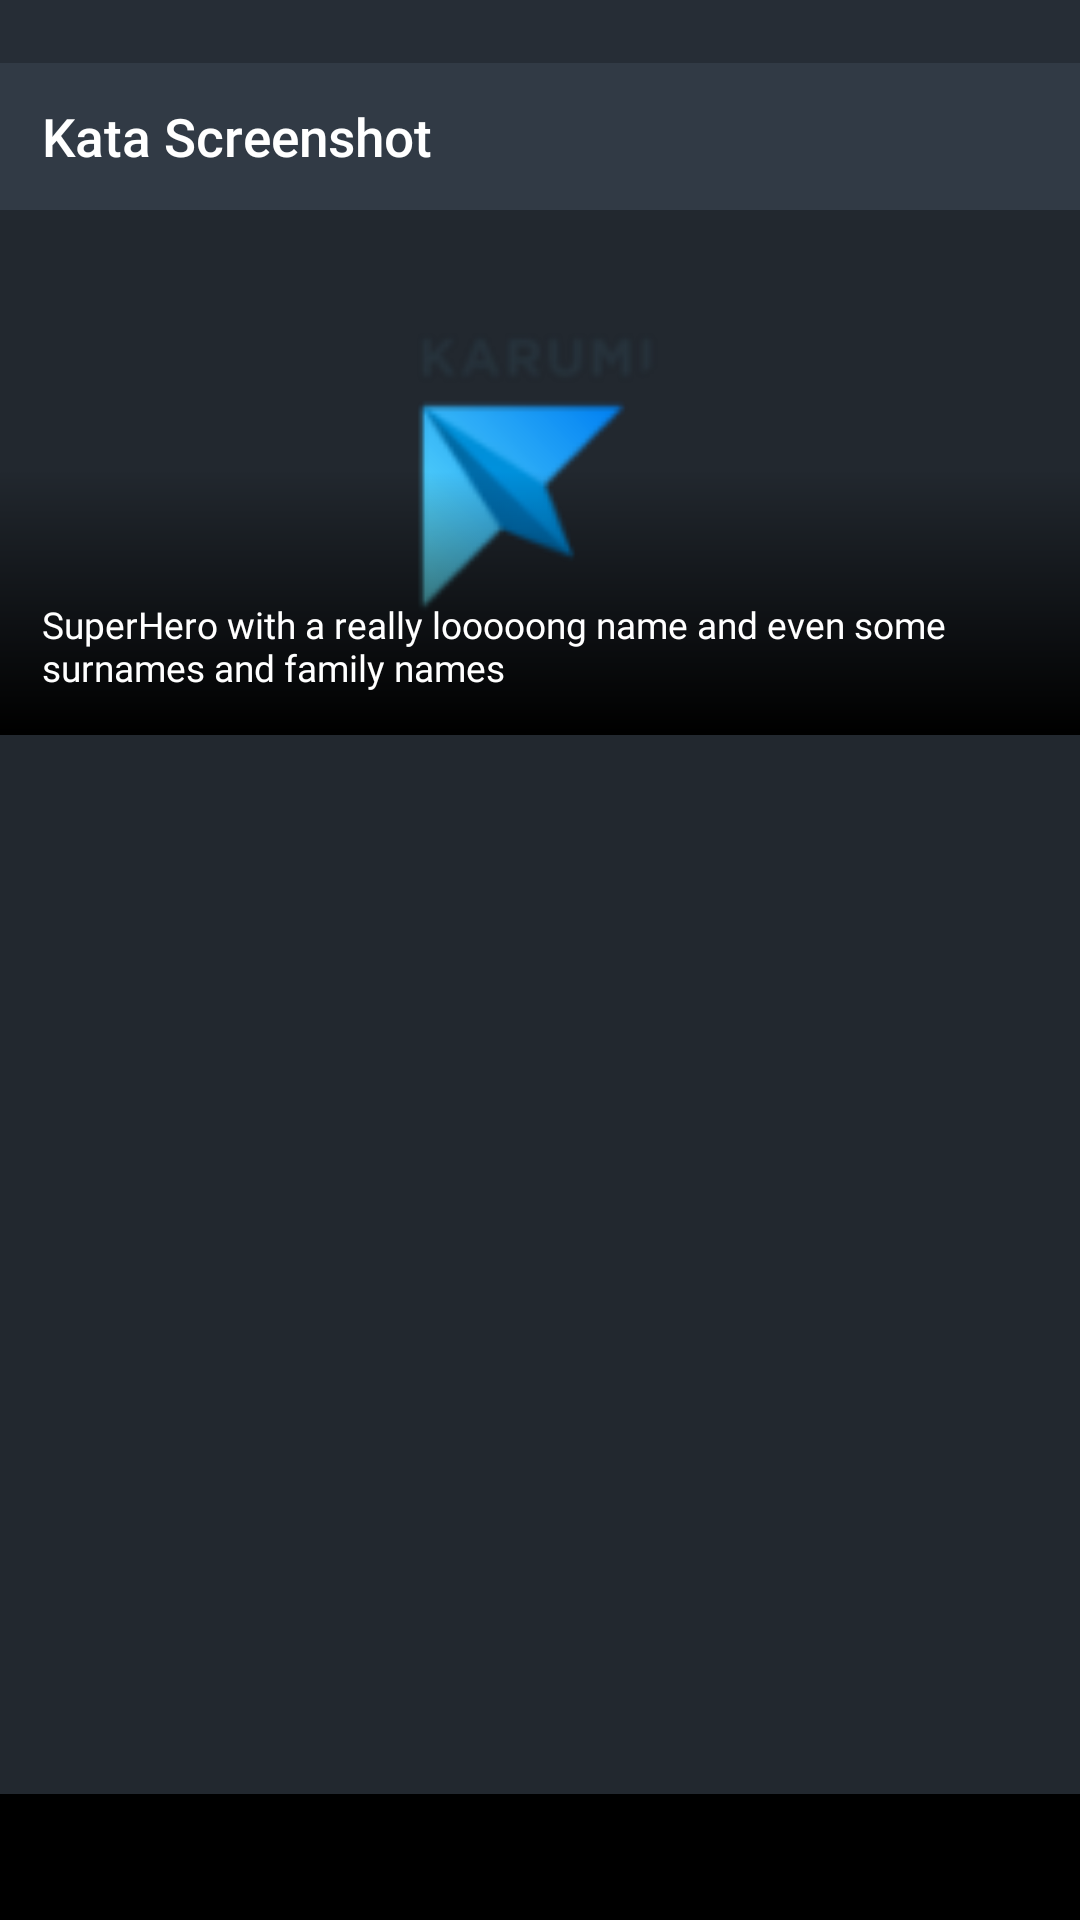 Kata Screenshot
KARUMI
SuperHero with a really looooong name and even some
surnames and family names